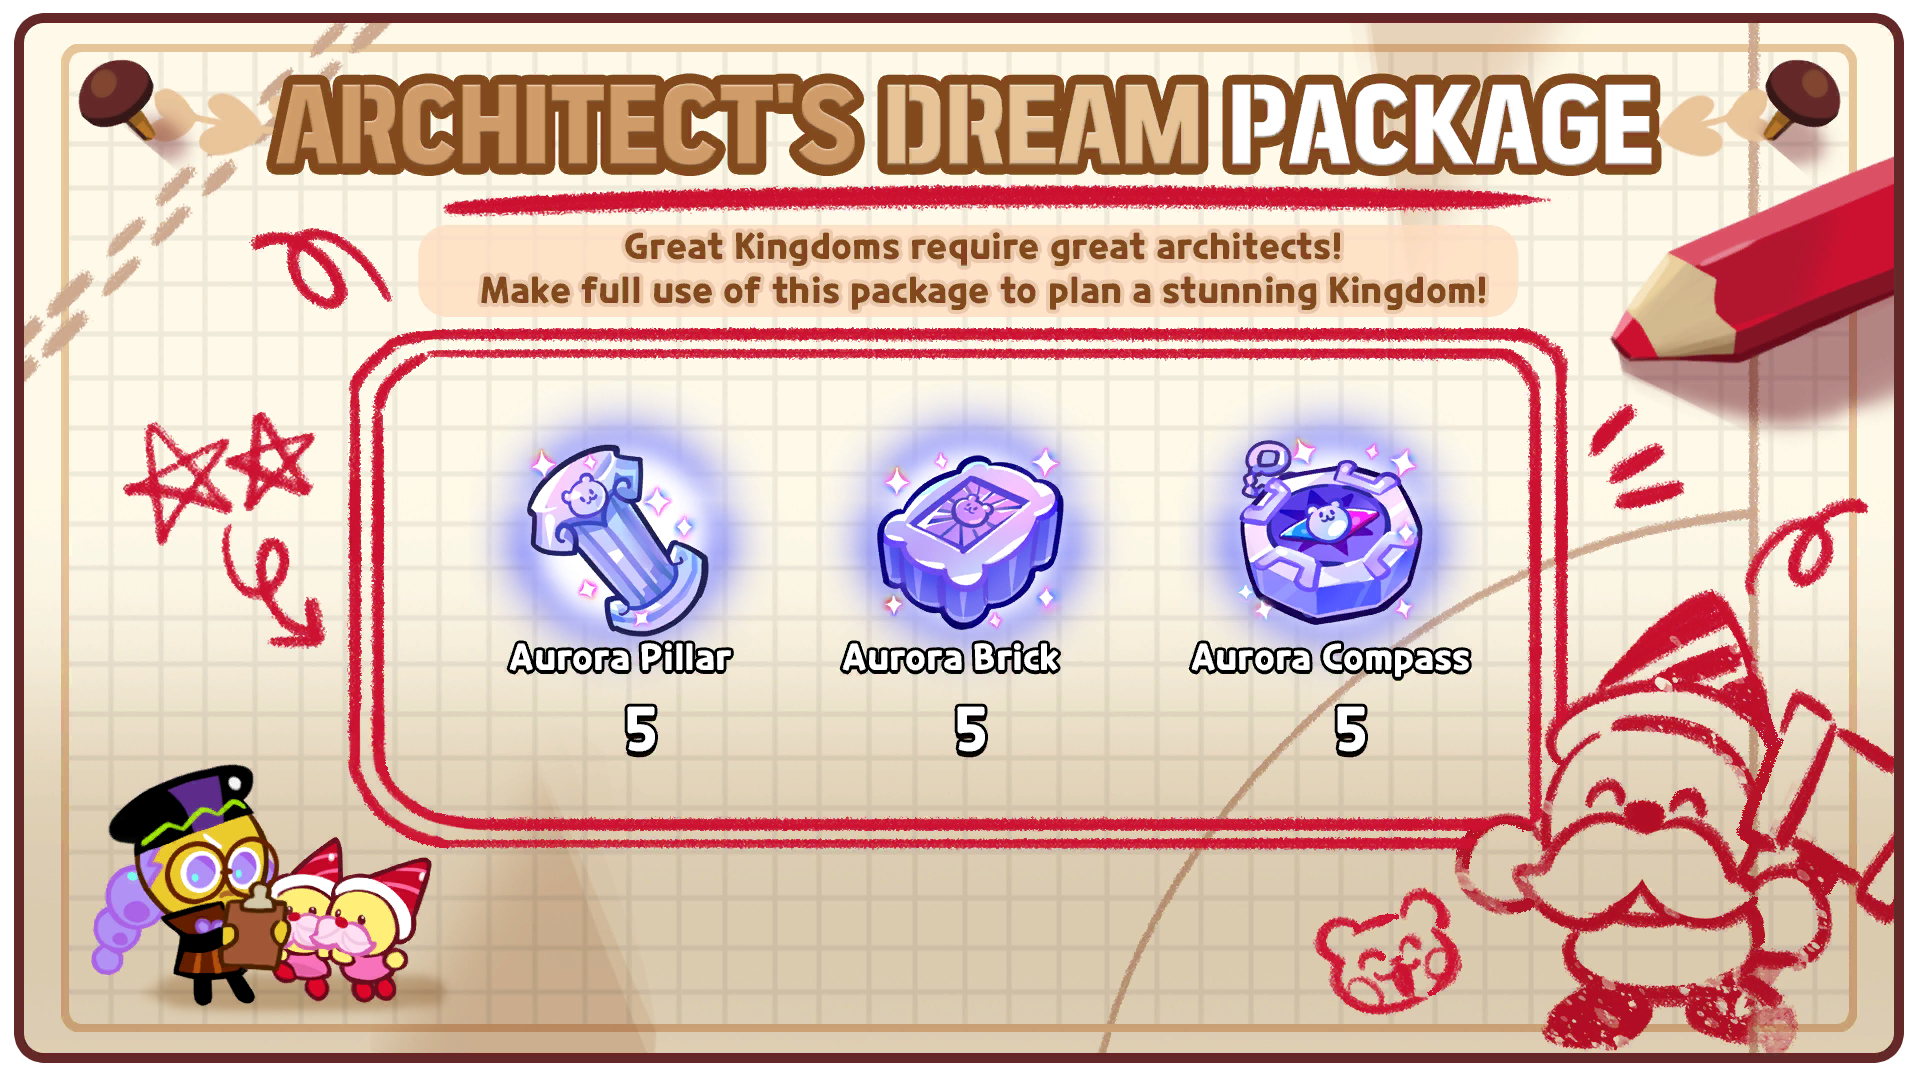 ARCHITECT'S DREAM PACKAGE
Great Kingdoms require great architects!
Make full use of this package to plan a stunning Kingdom!
Aurora Pillar
Aurora Brick
Aurora Compass
5
5
5